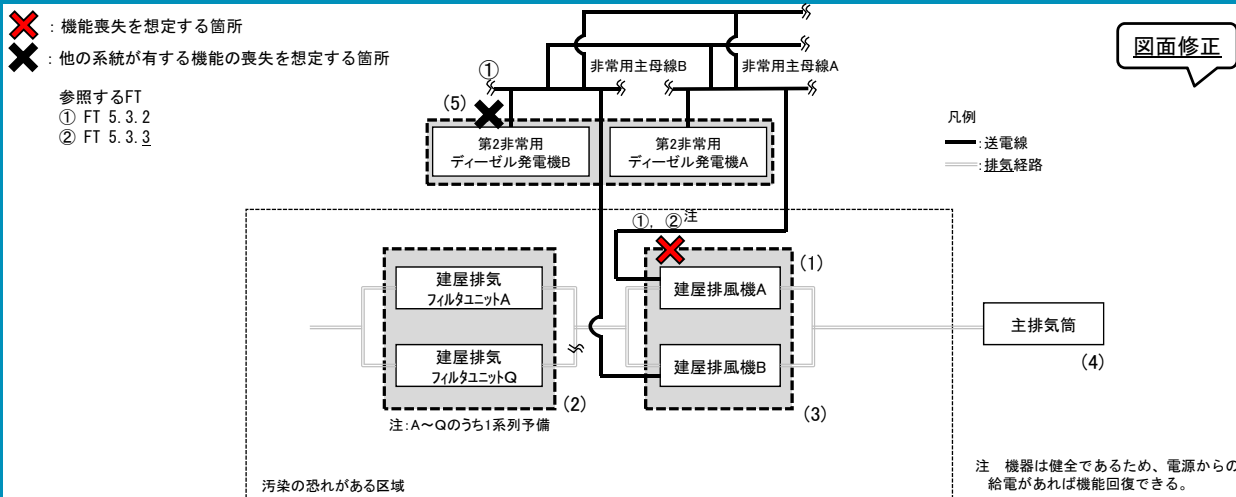 ：機能喪失を想定する箇所
：他の系統が有する機能の喪失を想定する箇所
参照するFT
① FT 5.3.2
② FT 5.3.3
図面修正
①
非常用主母線B
非常用主母線A
(5)
第2非常用
ディーゼル発電機B
第2非常用
ディーゼル発電機A
凡例
：送電線
：排気経路
①，②注
(1)
建屋排気
フィルタユニットA
建屋排風機A
主排気筒
(4)
建屋排気
フィルタユニットQ
建屋排風機B
(2)
(3)
注：A～Qのうち1系列予備
汚染の恐れがある区域
注　機器は健全であるため、電源からの
給電があれば機能回復できる。